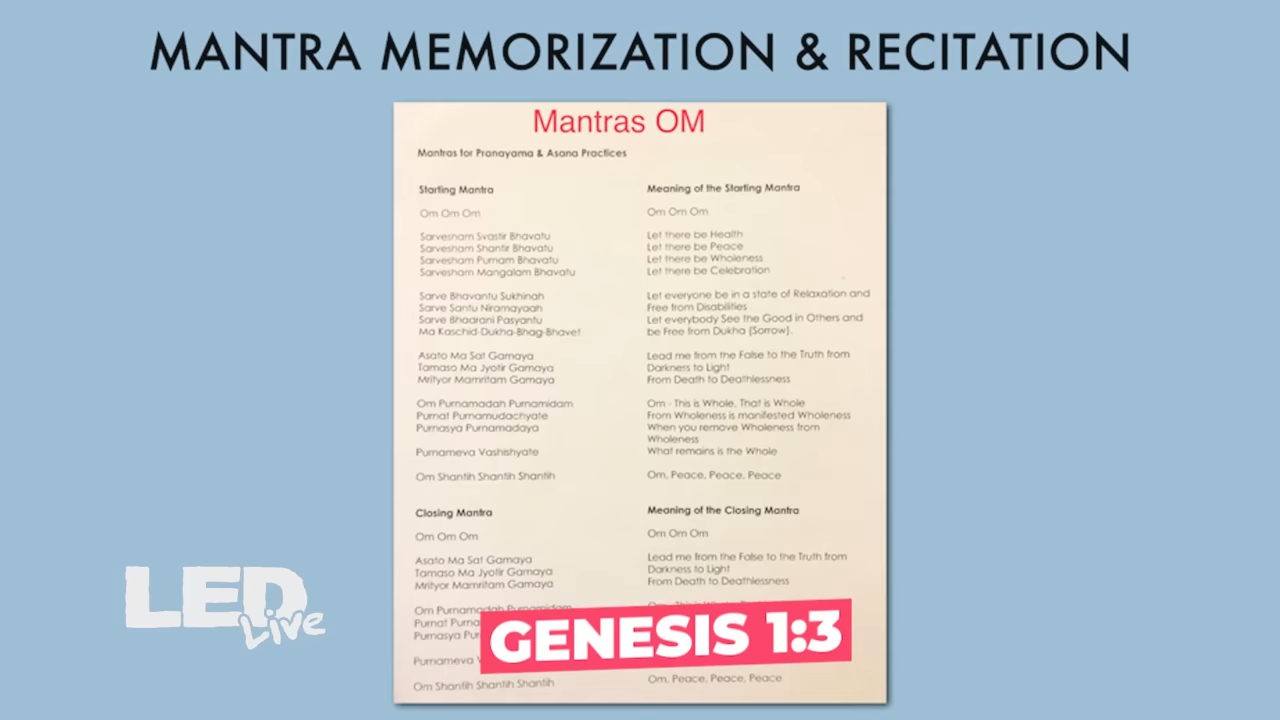 MANTRA MEMORIZATION & RECITATION
Mantras OM
Mantras for Pranayama & Asana Practices
Starting Mantra
Om Om Om
Sarvesham Svastir Bhavatu
Sarvesham Shantir Bhavatu
Sarvesham Purnam Bhavatu
Sarvesham Mangalam Bhavatu
Sarve Bhavantu Sukhinah
Sarve Santu Niramayaah
Sarve Bhadrani Pasyantu
Ma Kaschid-Dukha-Bhag-Bhavet
Asato Ma Sat Gamaya
Tamaso Ma Jyotir Gamaya
Mrityor Mamritam Gamaya
Om Purnamadah Purnamidam
Purnat Purnamudachyate
Purnasya Purnamadaya
Purnameva Vashishyate
Om Shantih Shantih Shantih
Meaning of the Starting Mantra
Om Om Om
Let there be Health
Let there be Peace
Let there be Wholeness
Let there be Celebration
Let everyone be in a state of Relaxation and
Free from Disabilities
Let everybody See the Good in Others and
be Free from Dukha (Sorrow).
Lead me from the False to the Truth from
Darkness to Light
From Death to Deathlessness
Om - This is Whole, That is Whole
From Wholeness is manifested Wholeness
When you remove Wholeness from
Wholeness
What remains is the Whole
Om, Peace, Peace, Peace
Closing Mantra
Om Om Om
Asato Ma Sat Gamaya
Tamaso Ma Jyotir Gamaya
Mrityor Mamritam Gamaya
Om Purnamadah Purnamidam
Purnat
Purnasya
Purnameva
Om Shantih Shantih Shantih
Meaning of the Closing Mantra
Om Om Om
Lead me from the False to the Truth from
Darkness to Light
From Death to Deathlessness
Om, Peace, Peace, Peace
GENESIS 1:3
LED
Live